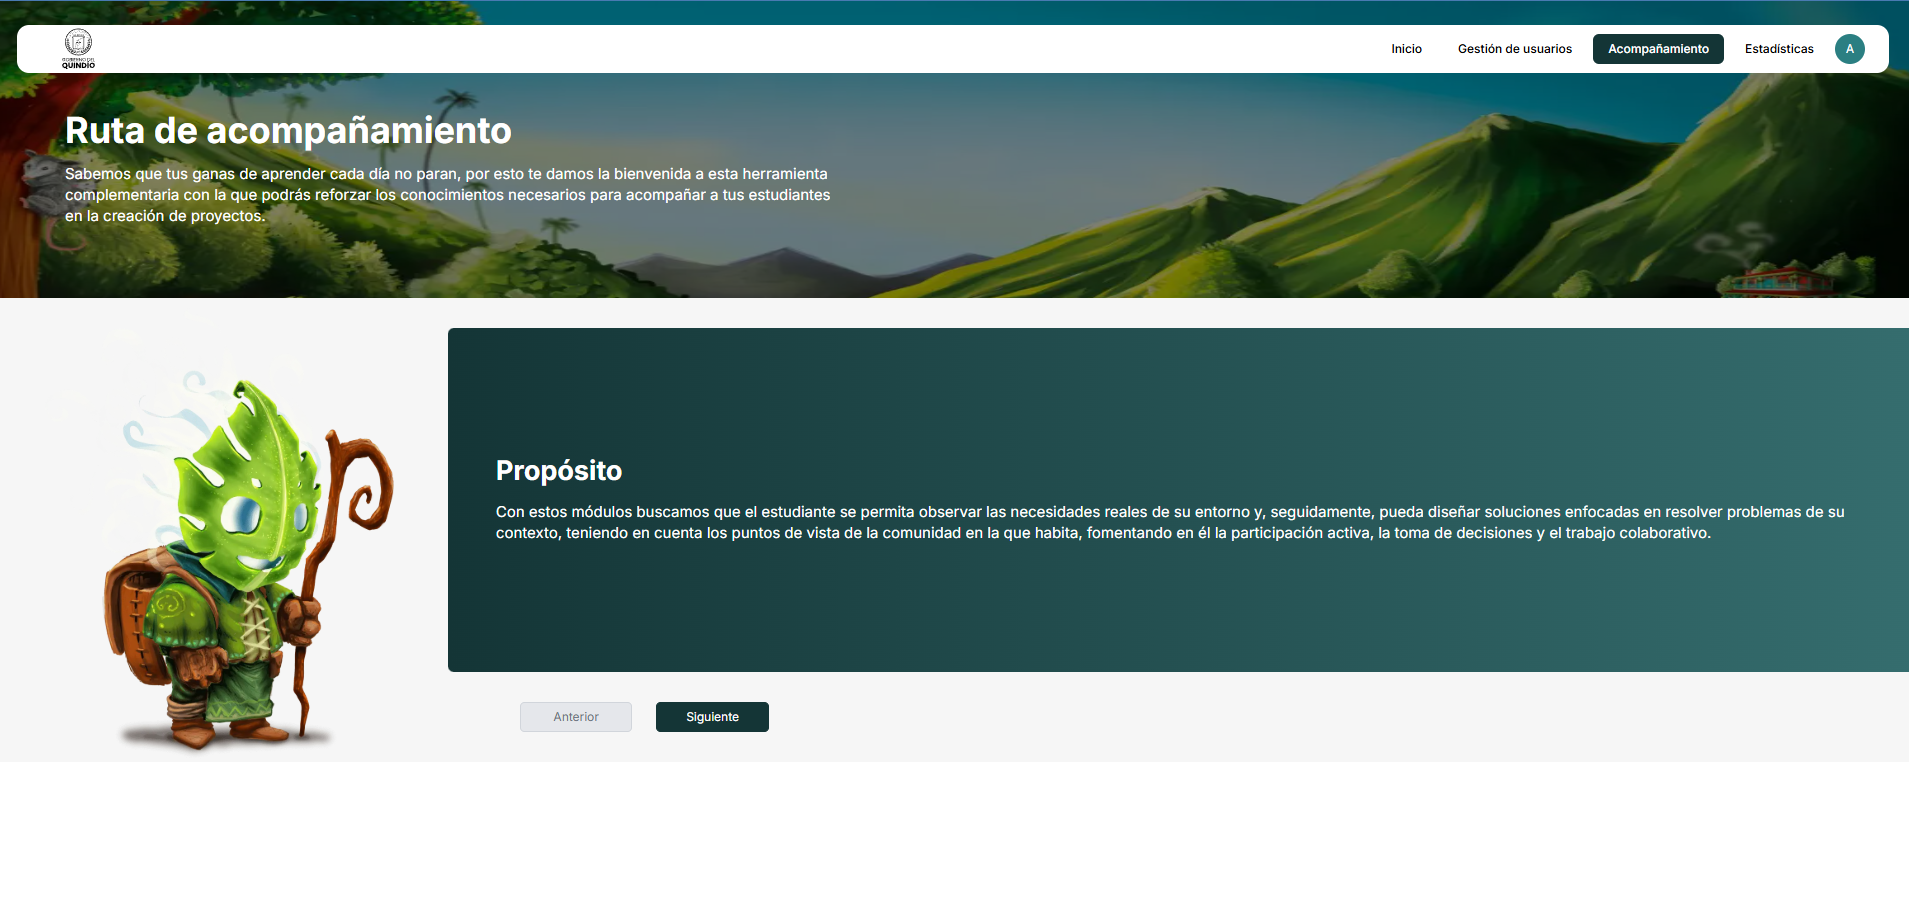 GOBIERNO DEL
QUINDÍO
Inicio
Gestión de usuarios
Acompañamiento
Estadísticas
A
Ruta de acompañamiento
Sabemos que tus ganas de aprender cada día no paran, por esto te damos la bienvenida a esta herramienta
complementaria con la que podrás reforzar los conocimientos necesarios para acompañar a tus estudiantes
en la creación de proyectos.
Propósito
Con estos módulos buscamos que el estudiante se permita observar las necesidades reales de su entorno y, seguidamente, pueda diseñar soluciones enfocadas en resolver problemas de su
contexto, teniendo en cuenta los puntos de vista de la comunidad en la que habita, fomentando en él la participación activa, la toma de decisiones y el trabajo colaborativo.
Anterior
Siguiente